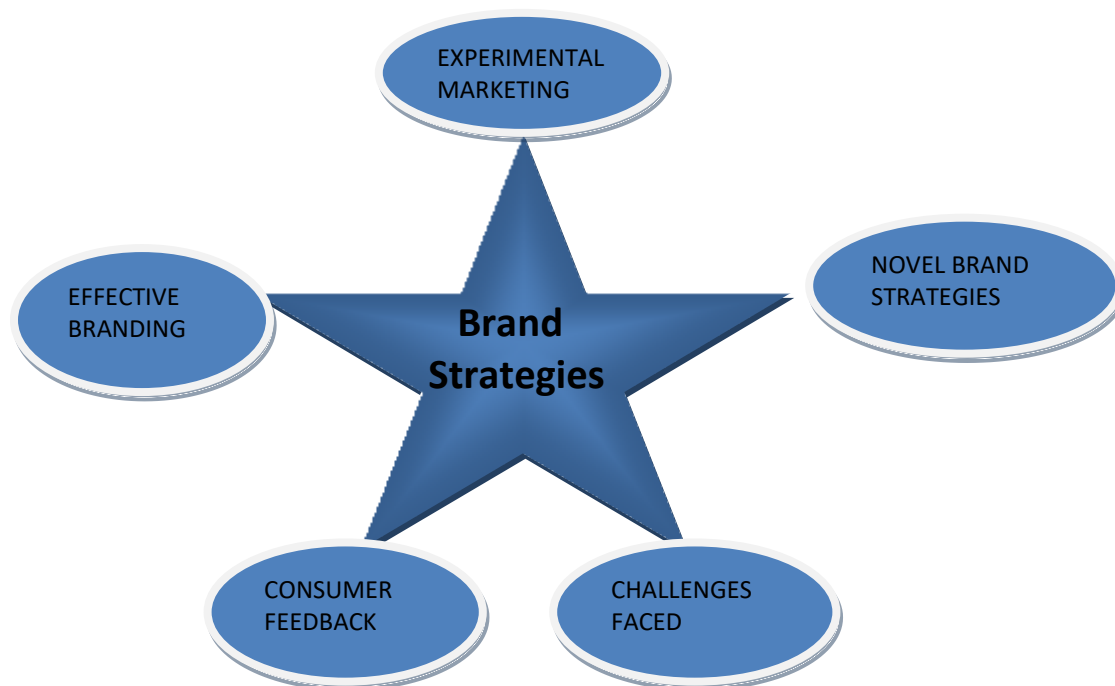 EXPERIMENTAL
MARKETING
NOVEL BRAND
STRATEGIES
EFFECTIVE
BRANDING
Brand
Strategies
CONSUMER
FEEDBACK
CHALLENGES
FACED